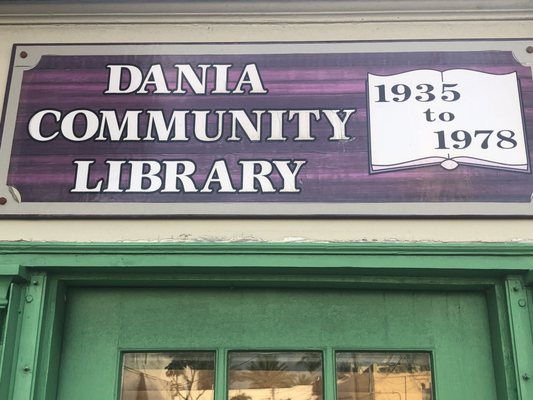 DANIA
COMMUNITY
LIBRARY
1935
to
1978